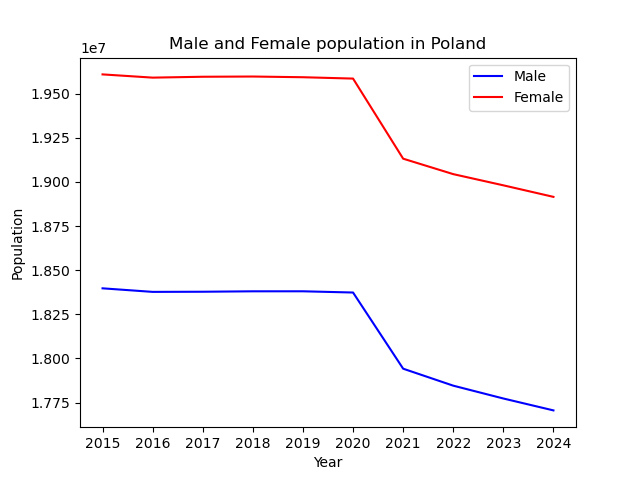 Male and Female population in Poland
1e7
Male
Female
1.950
1.925
1.900
1.875
1.850
1.825
1.800
1.775
Population
2015 2016 2017 2018 2019 2020 2021 2022 2023 2024
Year